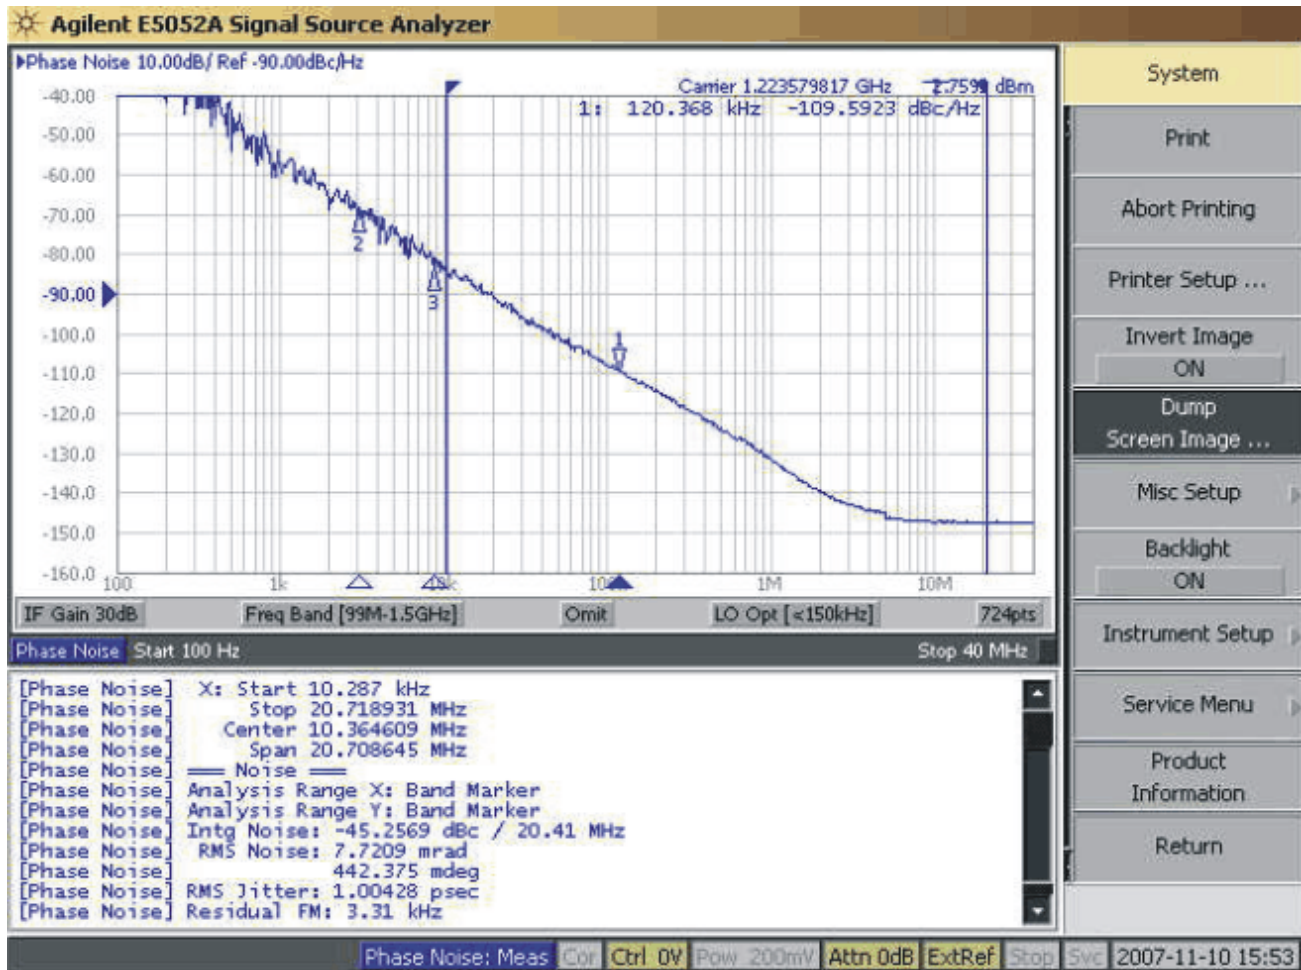 Agilent E5052A Signal Source Analyzer
Phase Noise 10.00dB/ Ref -90.00dBc/Hz
Carrier 1.223579817 GHz 2.7599 dBm
1: 120.368 kHz -109.5923 dBc/Hz
-40.00
-50.00
-60.00
-70.00
-80.00
-90.00
-100.0
-110.0
-120.0
-130.0
-140.0
-150.0
-160.0
1
2
3
100 1k 10k 100k 1M 10M
IF Gain 30dB Freq Band [99M-1.5GHz] Omit LO Opt [<150kHz] 724pts
Phase Noise Start 100 Hz Stop 40 MHz
[Phase Noise] X: Start 10.287 kHz
[Phase Noise] Stop 20.718931 MHz
[Phase Noise] Center 10.364609 MHz
[Phase Noise] Span 20.708645 MHz
[Phase Noise] === Noise ===
[Phase Noise] Analysis Range X: Band Marker
[Phase Noise] Analysis Range Y: Band Marker
[Phase Noise] Intg Noise: -45.2569 dBc / 20.41 MHz
[Phase Noise] RMS Noise: 7.7209 mrad
[Phase Noise] 442.375 mdeg
[Phase Noise] RMS Jitter: 1.00428 psec
[Phase Noise] Residual FM: 3.31 kHz
System
Print
Abort Printing
Printer Setup ...
Invert Image
ON
Dump
Screen Image ...
Misc Setup
Backlight
ON
Instrument Setup
Service Menu
Product
Information
Return
Phase Noise: Meas Cor Ctrl 0V Pow 200mV Attn 0dB ExtRef Stop Svc 2007-11-10 15:53